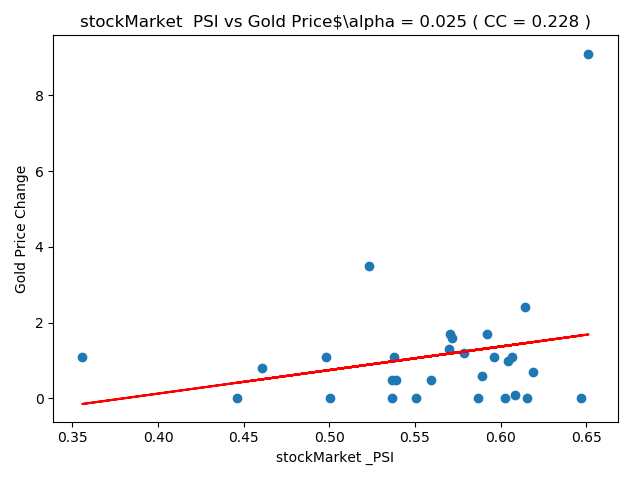 stockMarket  PSI vs Gold Price$\alpha = 0.025 ( CC = 0.228 )
8
6
4
2
0
Gold Price Change
0.35 0.40 0.45 0.50 0.55 0.60 0.65
stockMarket _PSI